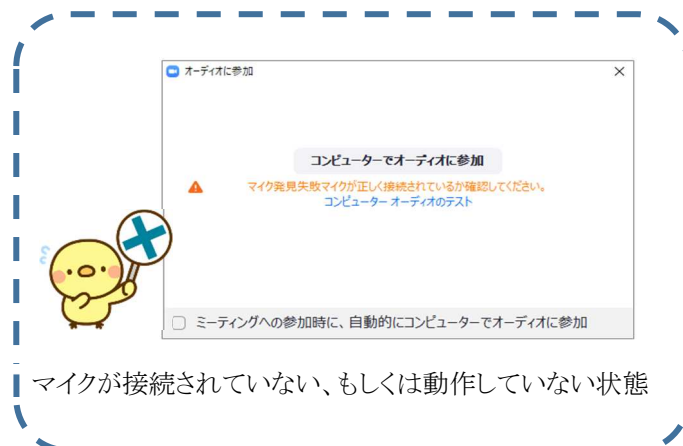 オーディオに参加
コンピューターでオーディオに参加
マイク発見失敗マイクが正しく接続されているか確認してください。
コンピューター オーディオのテスト
ミーティングへの参加時に、自動的にコンピューターでオーディオに参加
マイクが接続されていない、もしくは動作していない状態